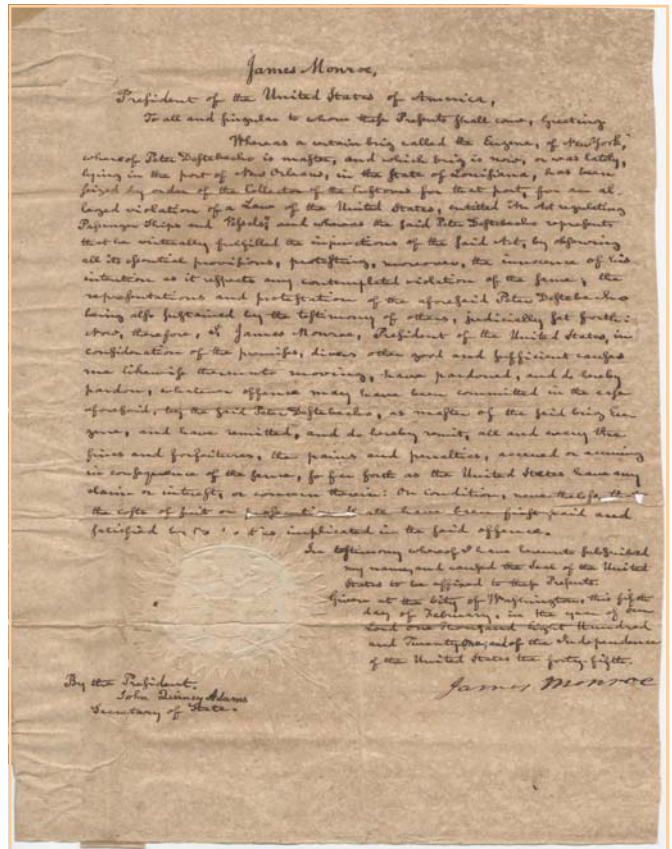 James Monroe,
President of the United States of America,
To all and singular to whom these Presents shall come, Greeting
Whereas a certain brig called the Eugene, of New York,
whereof Peter Destebecho is master, and which brig is now, or was lately,
lying in the port of New Orleans, in the State of Louisiana, has been
seized by order of the Collector of the Customs for that port, for an al-
leged violation of a Law of the United States, entitled "An Act regulating
Passenger Ships and Vessels;" and whereas the said Peter Destebecho represents
that he virtually fulfilled the injunctions of the said Act, by observing
all its essential provisions, protesting, moreover, the innocence of his
intention as it respects any contemplated violation of the same; the
representations and protestation of the aforesaid Peter Destebecho
being also sustained by the testimony of others, judicially set forth:
Now, therefore, I James Monroe, President of the United States, in
consideration of the premises, divers other good and sufficient causes
me likewise thereunto moving, have pardoned, and do hereby
pardon, whatever offence may have been committed in the case
aforesaid, by the said Peter Destebecho, as master of the said brig Eu-
gene, and have remitted, and do hereby remit, all and every the
fines and forfeitures, the pains and penalties, accrued or accruing
in consequence of the same, so far forth as the United States have any
claim or interest, or concern therein: On condition, nevertheless, that
the costs of suit or prosecution shall have been first paid and
satisfied by implicated in the said offence.
In testimony whereof I have hereunto subscribed
my name, and caused the Seal of the United
States to be affixed to these Presents.
Given at the City of Washington, this fifth
day of February, in the year of our
Lord one Thousand Eight Hundred
and Twenty One; and of the Independence
of the United States the forty-fifth.
James Monroe
By the President.
John Quincy Adams
Secretary of State.